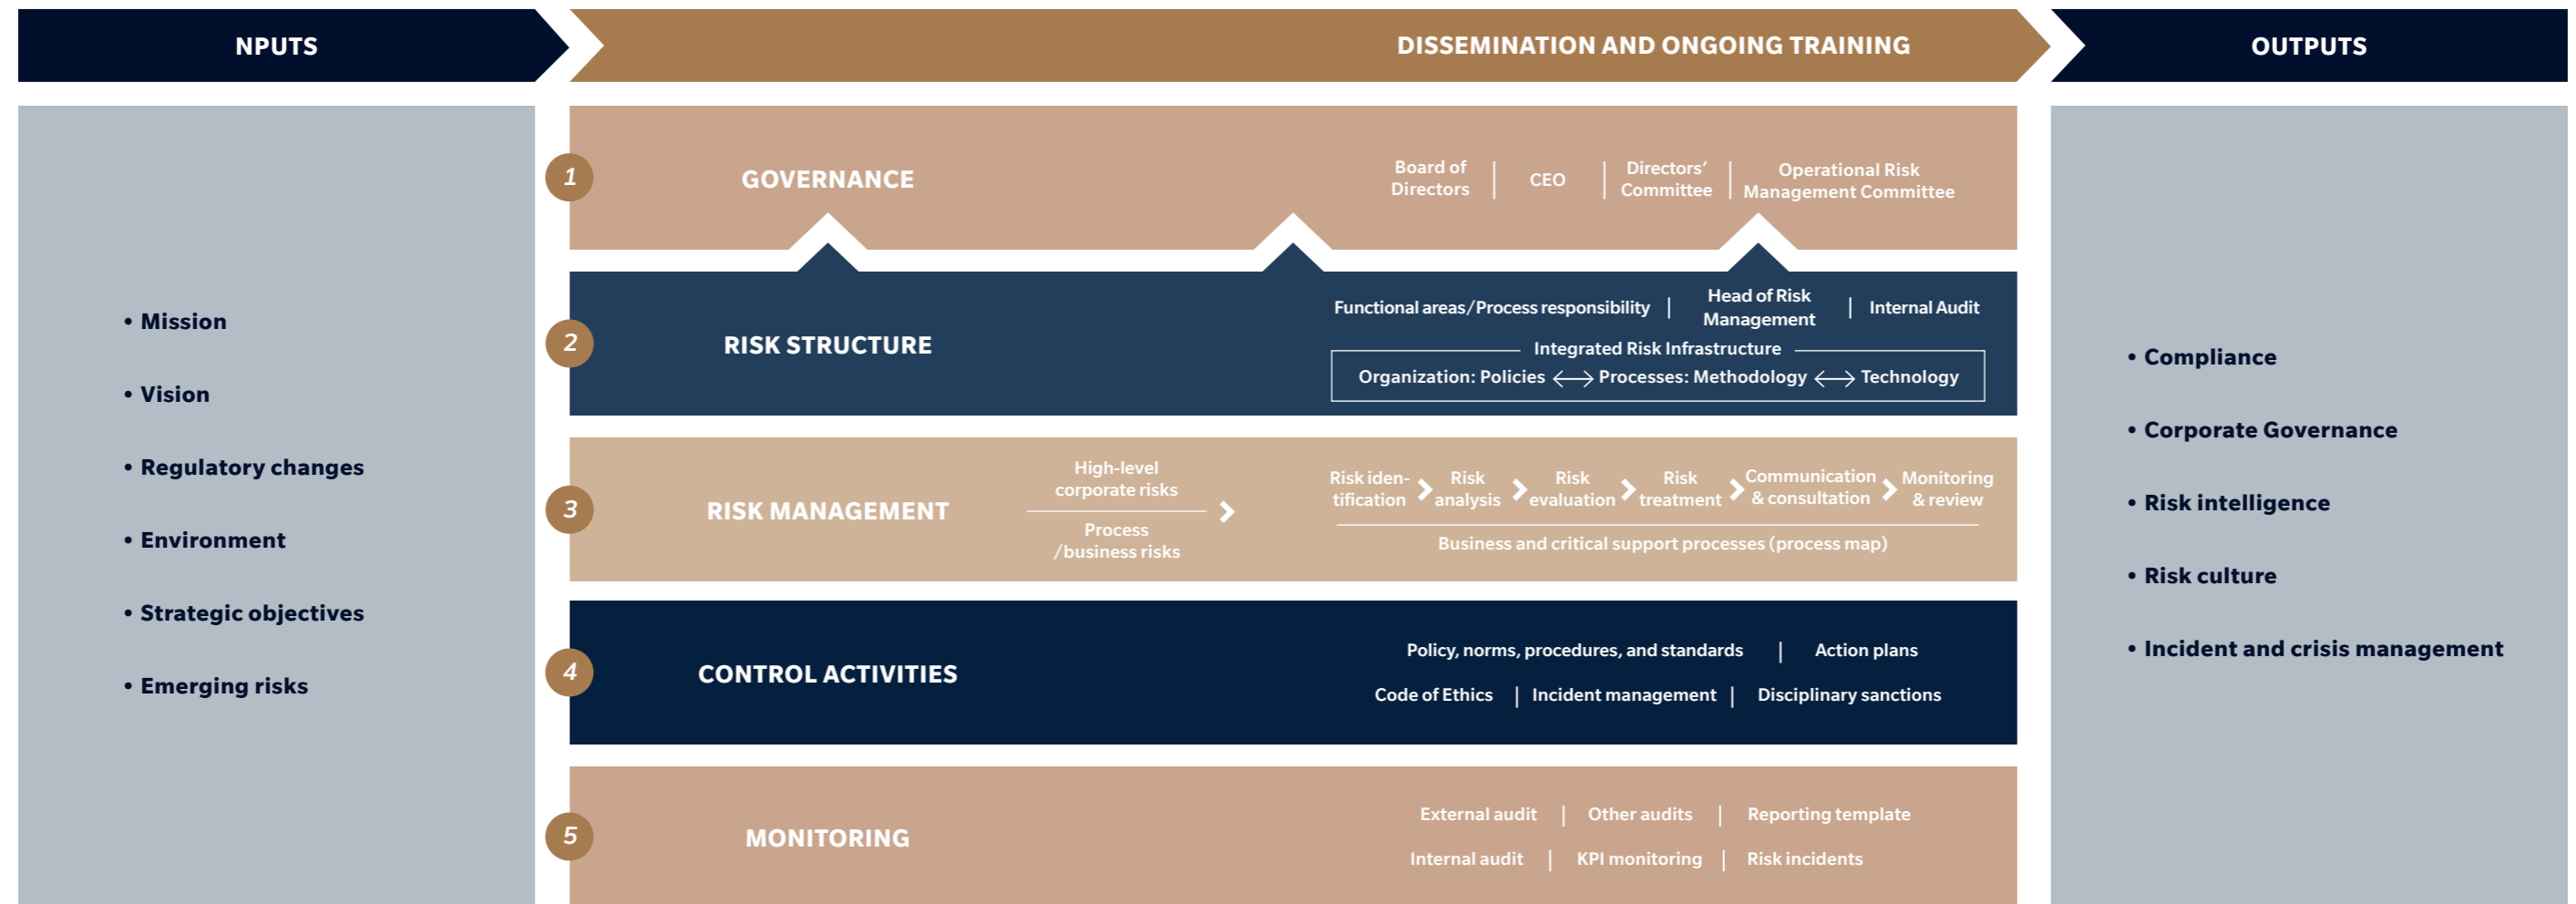 NPUTS
DISSEMINATION AND ONGOING TRAINING
OUTPUTS
• Mission
• Vision
• Regulatory changes
• Environment
• Strategic objectives
• Emerging risks
1
GOVERNANCE
Board of
Directors
CEO
Directors’
Committee
Operational Risk
Management Committee
2
RISK STRUCTURE
Functional areas/Process responsibility
Head of Risk
Management
Internal Audit
Integrated Risk Infrastructure
Organization: Policies ⟷ Processes: Methodology ⟷ Technology
3
RISK MANAGEMENT
High-level
corporate risks
Process
/business risks
Risk iden-
tification
Risk
analysis
Risk
evaluation
Risk
treatment
Communication
& consultation
Monitoring
& review
Business and critical support processes (process map)
4
CONTROL ACTIVITIES
Policy, norms, procedures, and standards | Action plans
Code of Ethics | Incident management | Disciplinary sanctions
5
MONITORING
External audit | Other audits | Reporting template
Internal audit | KPI monitoring | Risk incidents
• Compliance
• Corporate Governance
• Risk intelligence
• Risk culture
• Incident and crisis management